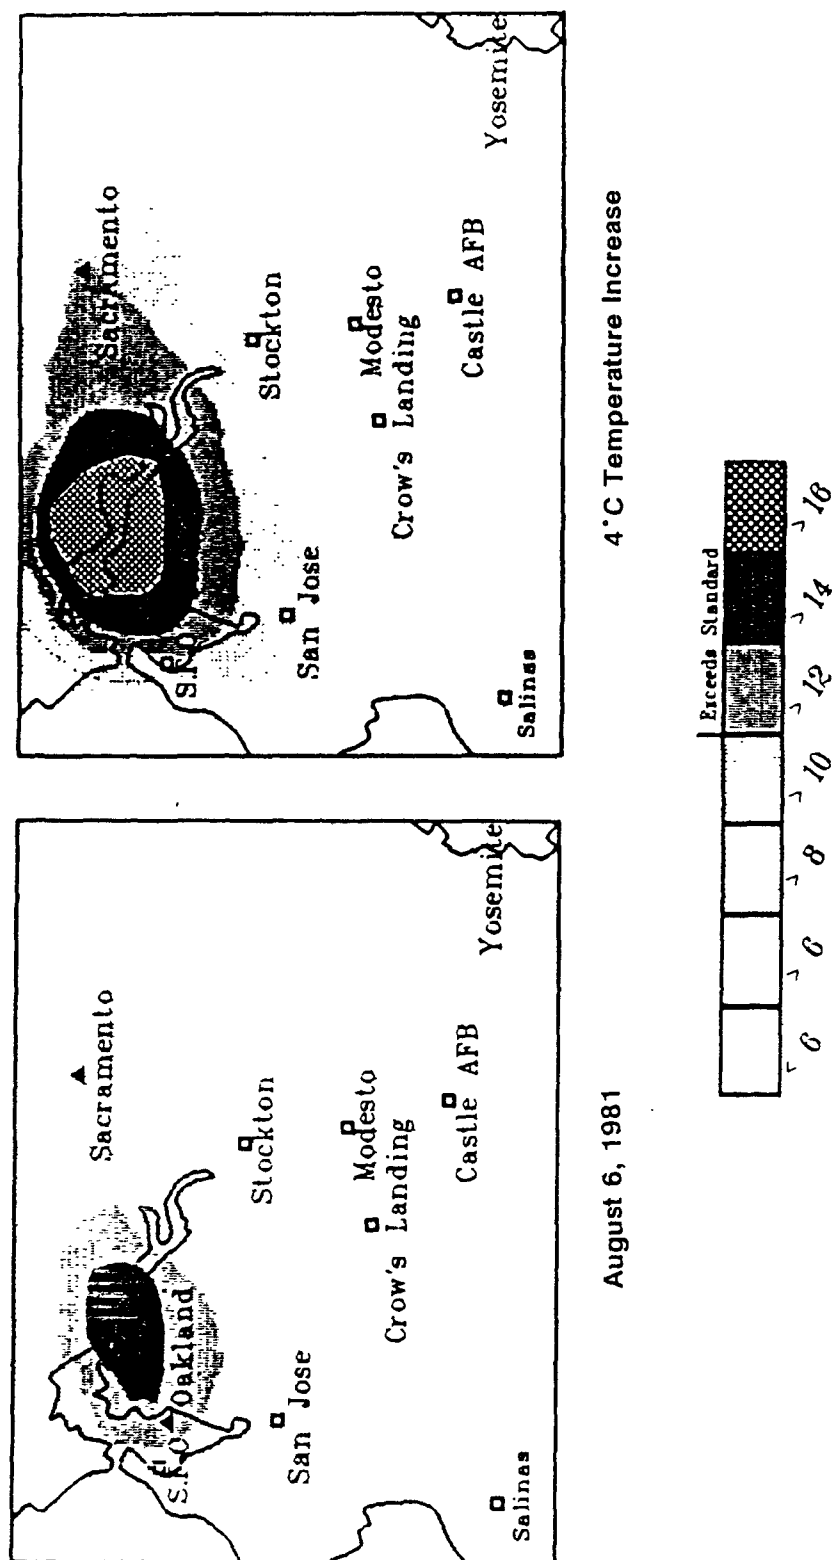 Sacramento
S.F.O
Oakland
Stockton
San Jose
Modesto
Crow's Landing
Castle AFB
Yosemite
Salinas
August 6, 1981
Sacramento
S.F.O
Stockton
San Jose
Modesto
Crow's Landing
Castle AFB
Yosemite
Salinas
4°C Temperature Increase
Exceeds Standard
< 6 > 6 > 8 > 10 > 12 > 14 > 16